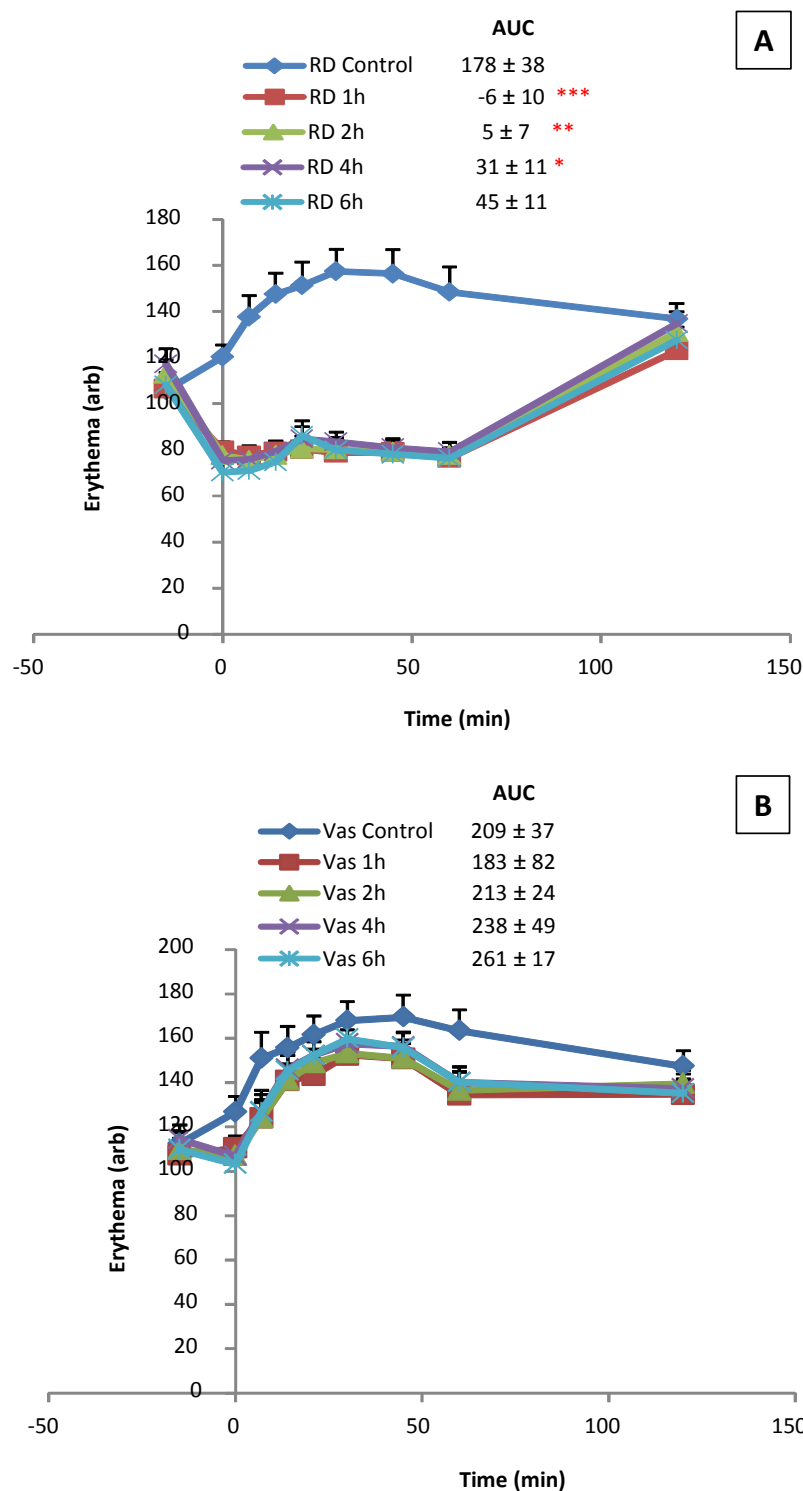 AUC
A
RD Control 178 ± 38
RD 1h -6 ± 10 ***
RD 2h 5 ± 7 **
RD 4h 31 ± 11 *
RD 6h 45 ± 11
180
160
140
120
100
80
60
40
20
0
Erythema (arb)
-50 0 50 100 150
Time (min)
AUC
B
Vas Control 209 ± 37
Vas 1h 183 ± 82
Vas 2h 213 ± 24
Vas 4h 238 ± 49
Vas 6h 261 ± 17
200
180
160
140
120
100
80
60
40
20
0
Erythema (arb)
-50 0 50 100 150
Time (min)